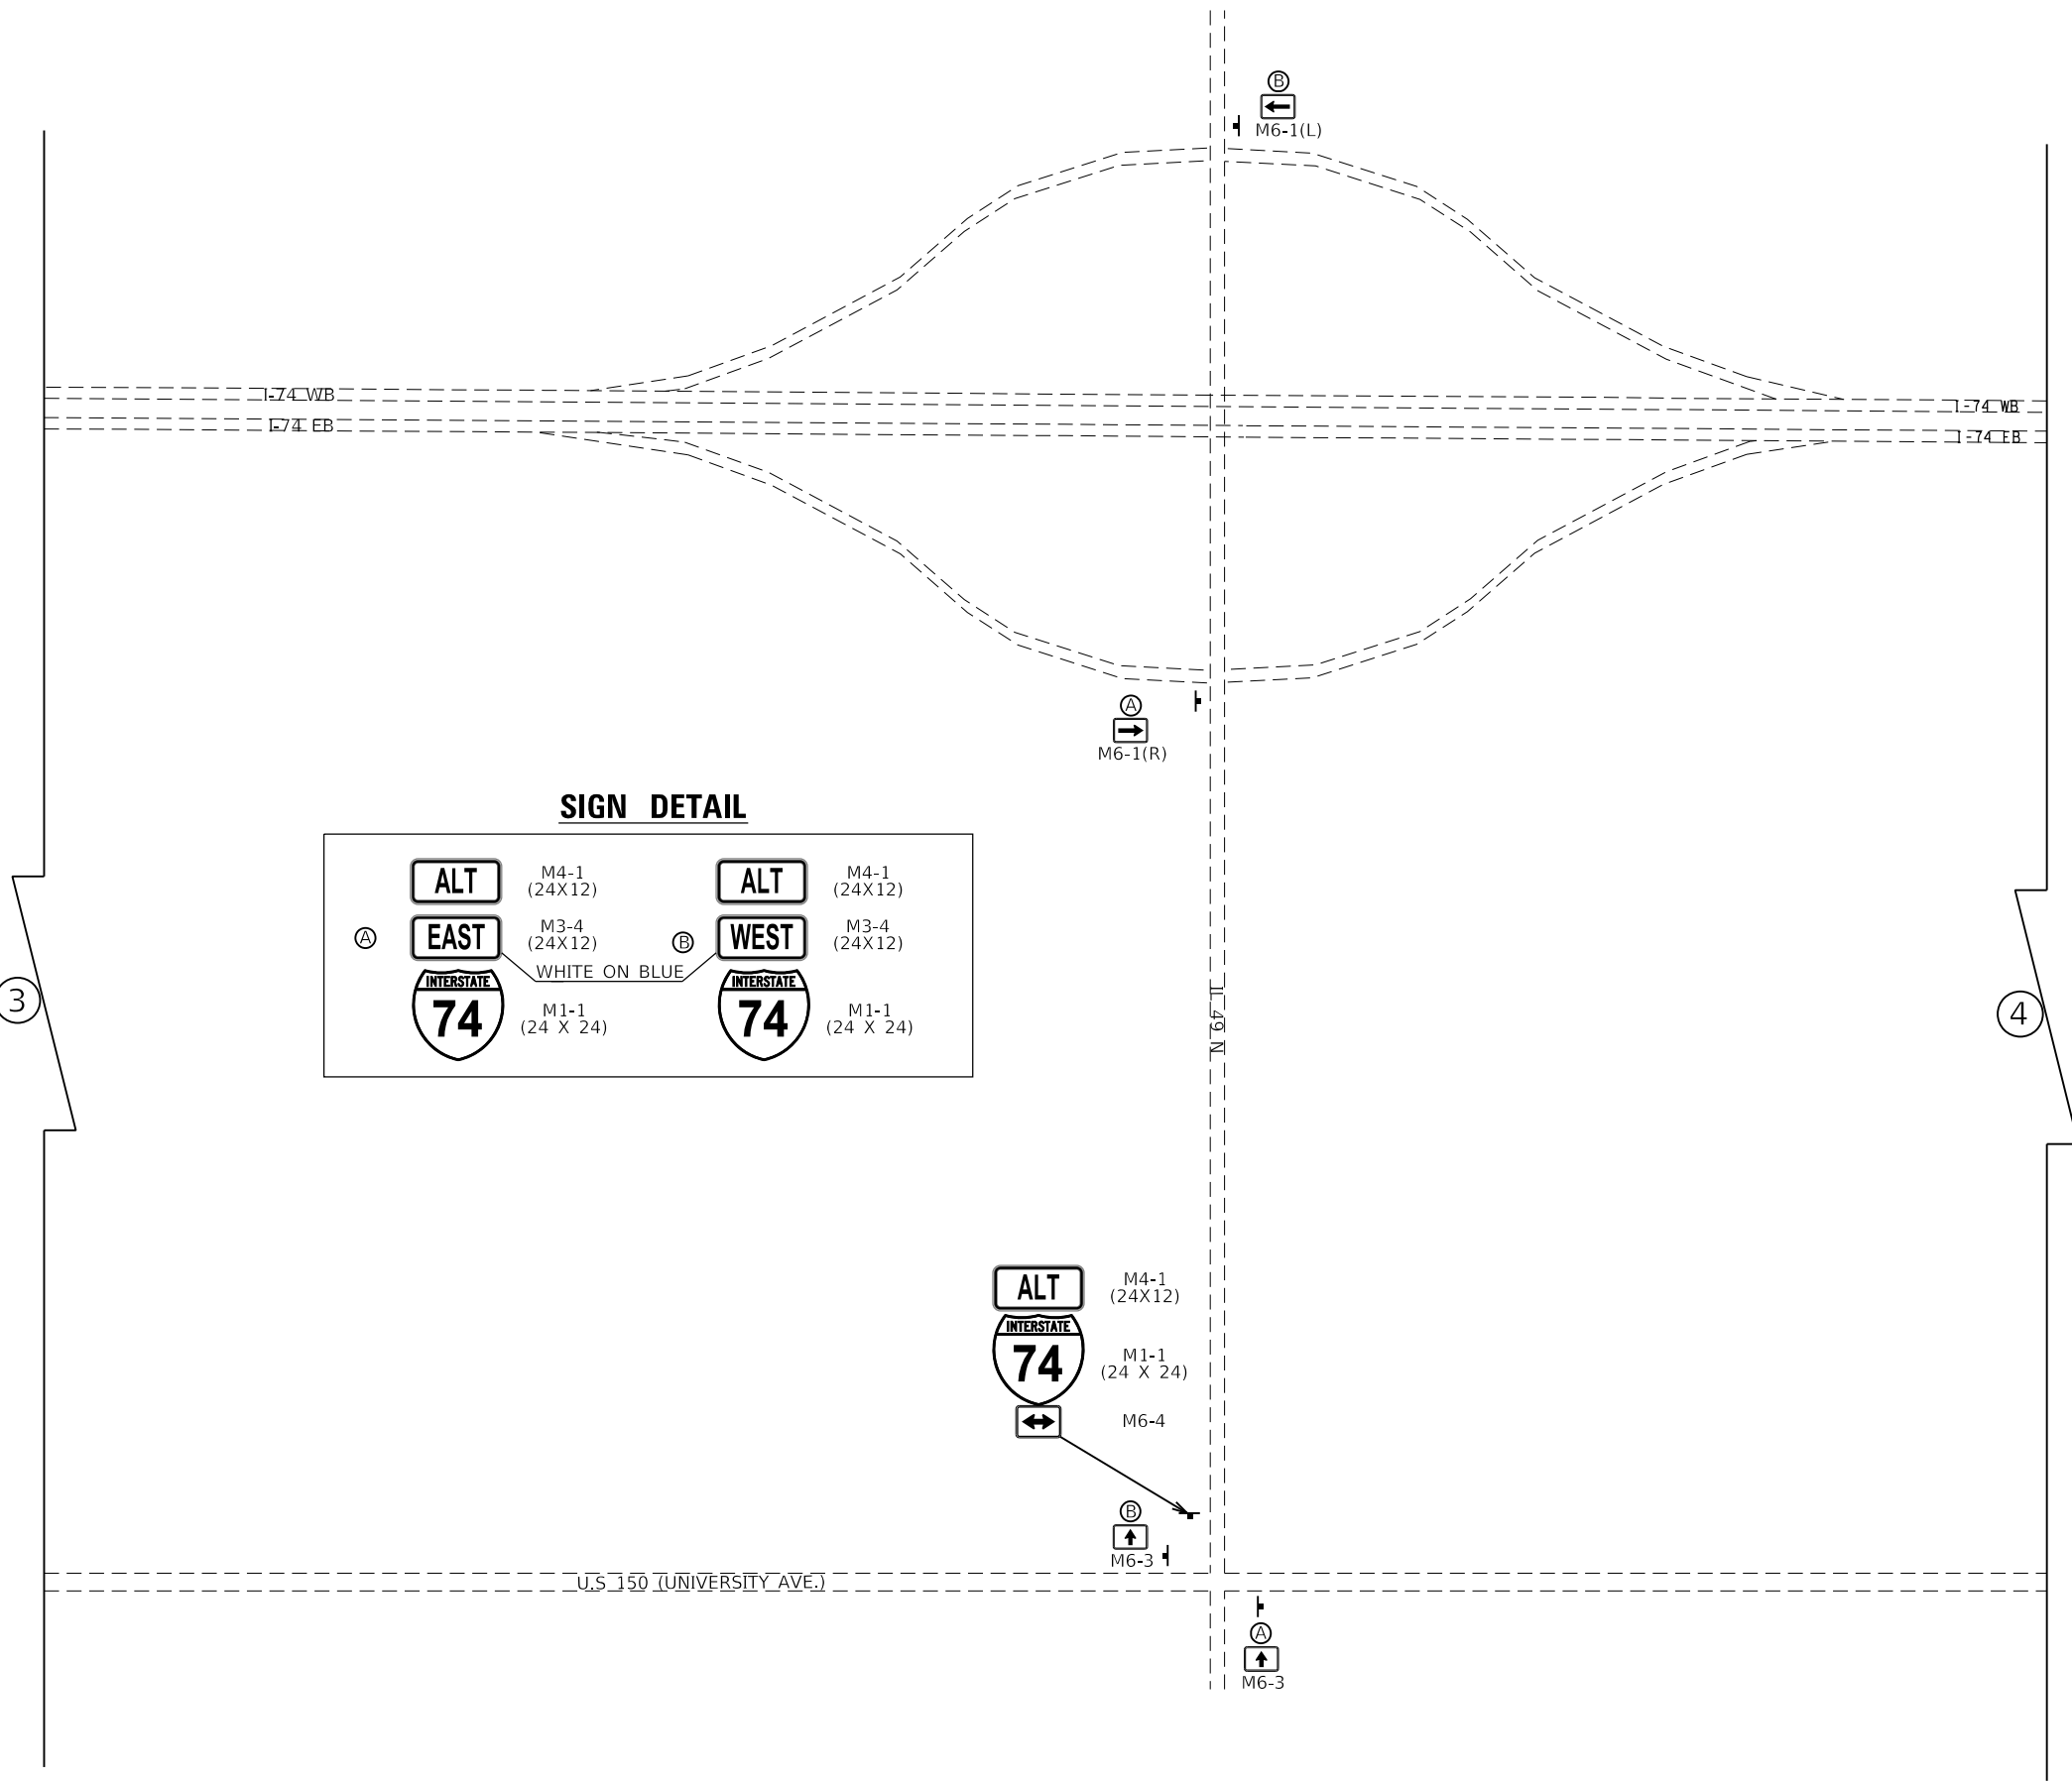 B
M6-1(L)
I-74 WB
I-74 EB
I-74 WB
I-74 EB
A
M6-1(R)
SIGN DETAIL
ALT
M4-1
(24X12)
ALT
M4-1
(24X12)
A
EAST
M3-4
(24X12)
B
WEST
M3-4
(24X12)
WHITE ON BLUE
INTERSTATE
74
M1-1
(24 X 24)
INTERSTATE
74
M1-1
(24 X 24)
3
4
IL 49 N
ALT
M4-1
(24X12)
INTERSTATE
74
M1-1
(24 X 24)
M6-4
B
M6-3
U.S 150 (UNIVERSITY AVE.)
A
M6-3